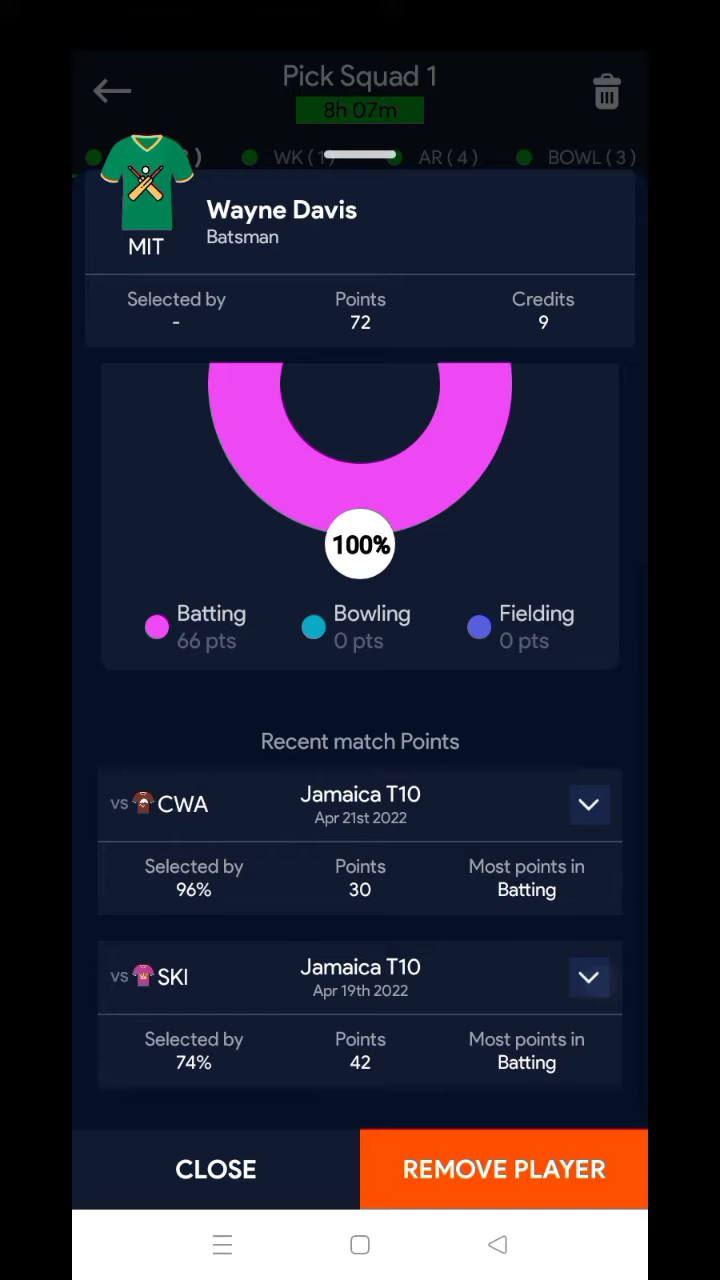 Pick Squad 1
8h 07m
WK ( 1 )
AR ( 4 )
BOWL ( 3 )
Wayne Davis
Batsman
MIT
Selected by
-
Points
72
Credits
9
100%
Batting
66 pts
Bowling
0 pts
Fielding
0 pts
Recent match Points
VS CWA
Jamaica T10
Apr 21st 2022
Selected by
96%
Points
30
Most points in
Batting
VS SKI
Jamaica T10
Apr 19th 2022
Selected by
74%
Points
42
Most points in
Batting
CLOSE
REMOVE PLAYER